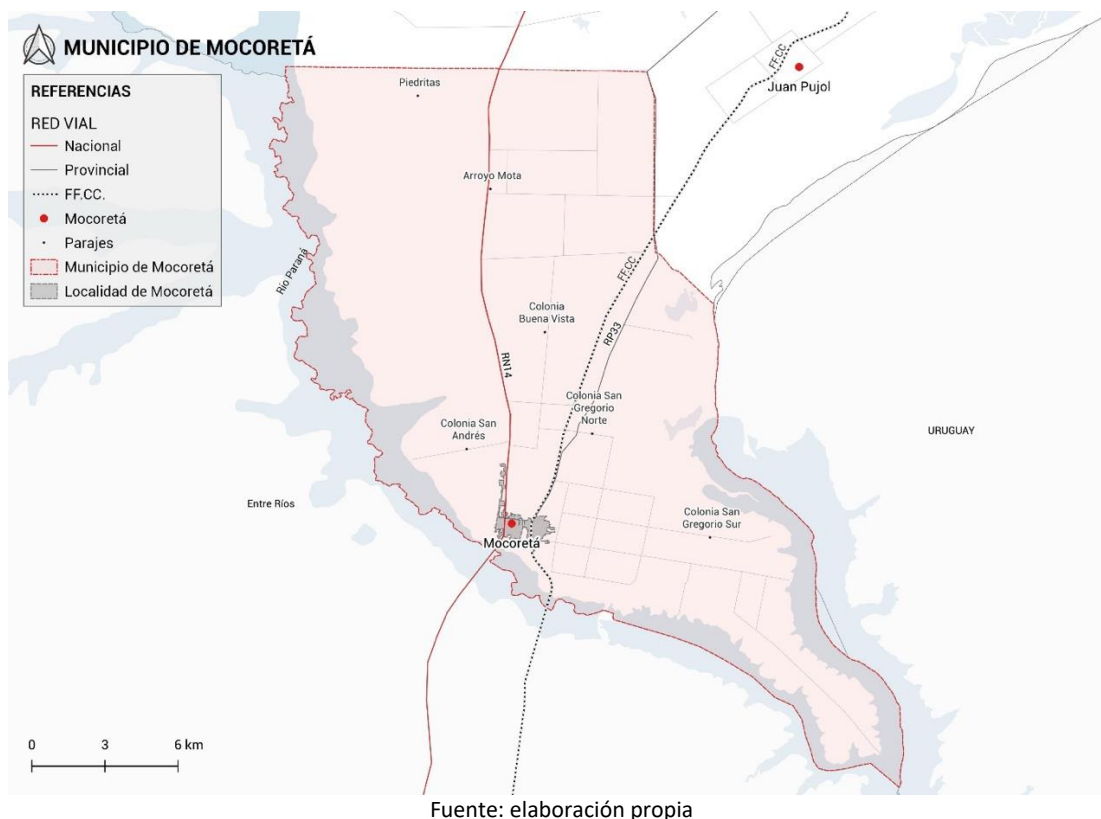 MUNICIPIO DE MOCORETÁ
REFERENCIAS
RED VIAL
Nacional
Provincial
FF.CC.
Mocoretá
Parajes
Municipio de Mocoretá
Localidad de Mocoretá
Piedritas
FF.CC
Juan Pujol
Arroyo Mota
Río Paraná
FF.CC
Colonia
Buena Vista
RP33
RN14
Colonia San
Gregorio
Norte
Colonia San
Andrés
URUGUAY
Entre Ríos
Colonia San
Gregorio Sur
Mocoretá
0 3 6 km
Fuente: elaboración propia